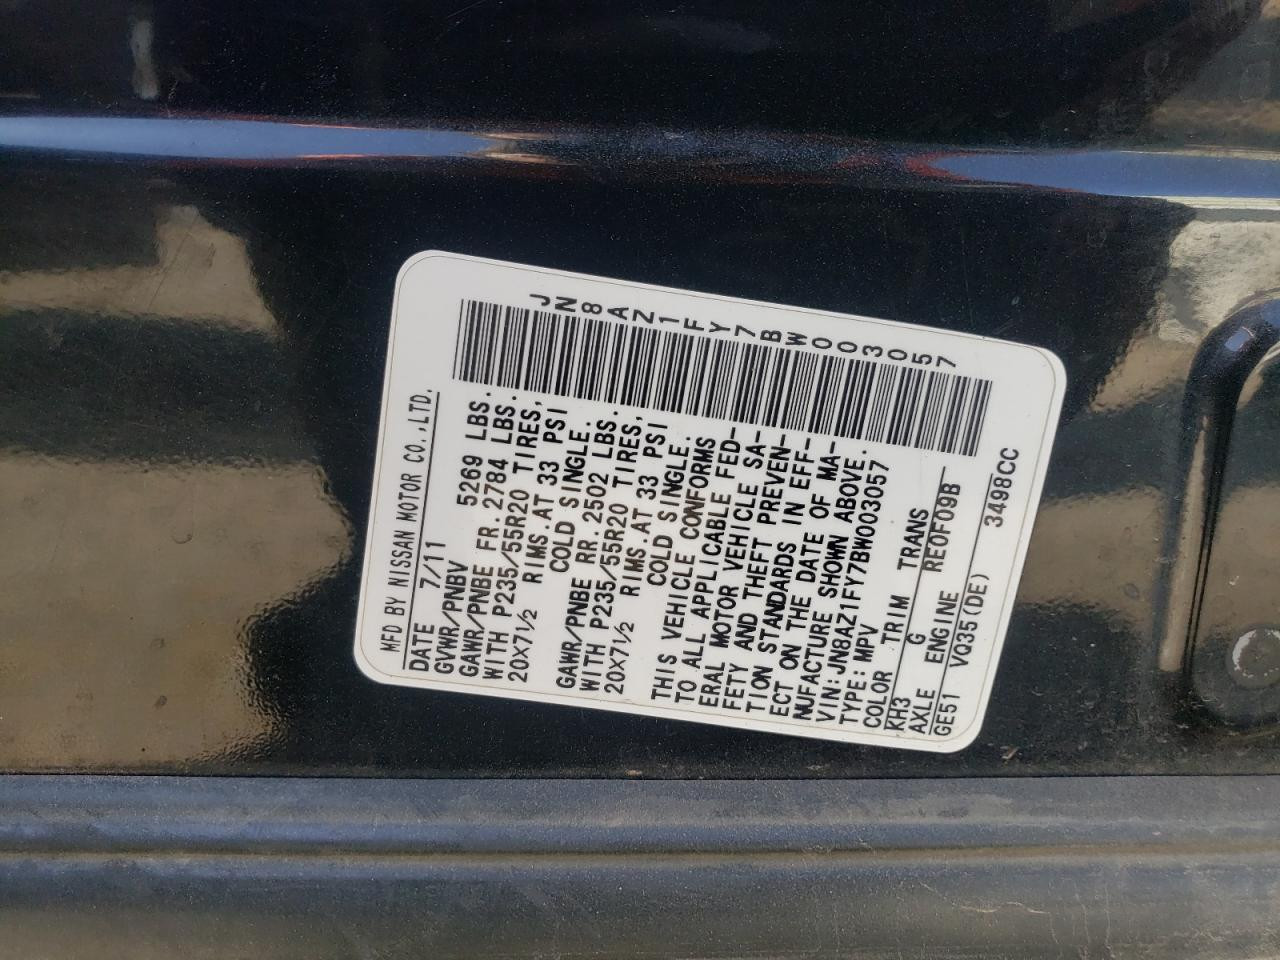 MFD BY NISSAN MOTOR CO.,LTD.
DATE 7/11
GVWR/PNBV 5269 LBS.
GAWR/PNBE FR. 2784 LBS.
WITH P235/55R20 TIRES,
20X7½ RIMS.AT 33 PSI
COLD SINGLE.
GAWR/PNBE RR. 2502 LBS.
WITH P235/55R20 TIRES,
20X7½ RIMS.AT 33 PSI
COLD SINGLE.
THIS VEHICLE CONFORMS
TO ALL APPLICABLE FED-
ERAL MOTOR VEHICLE SA-
FETY AND THEFT PREVEN-
TION STANDARDS IN EFF-
ECT ON THE DATE OF MA-
NUFACTURE SHOWN ABOVE.
VIN: JN8AZ1FY7BW003057
TYPE: MPV
COLOR TRIM TRANS
KH3 G RE0F09B
AXLE ENGINE
GE51 VQ35(DE) 3498CC
JN8AZ1FY7BW003057